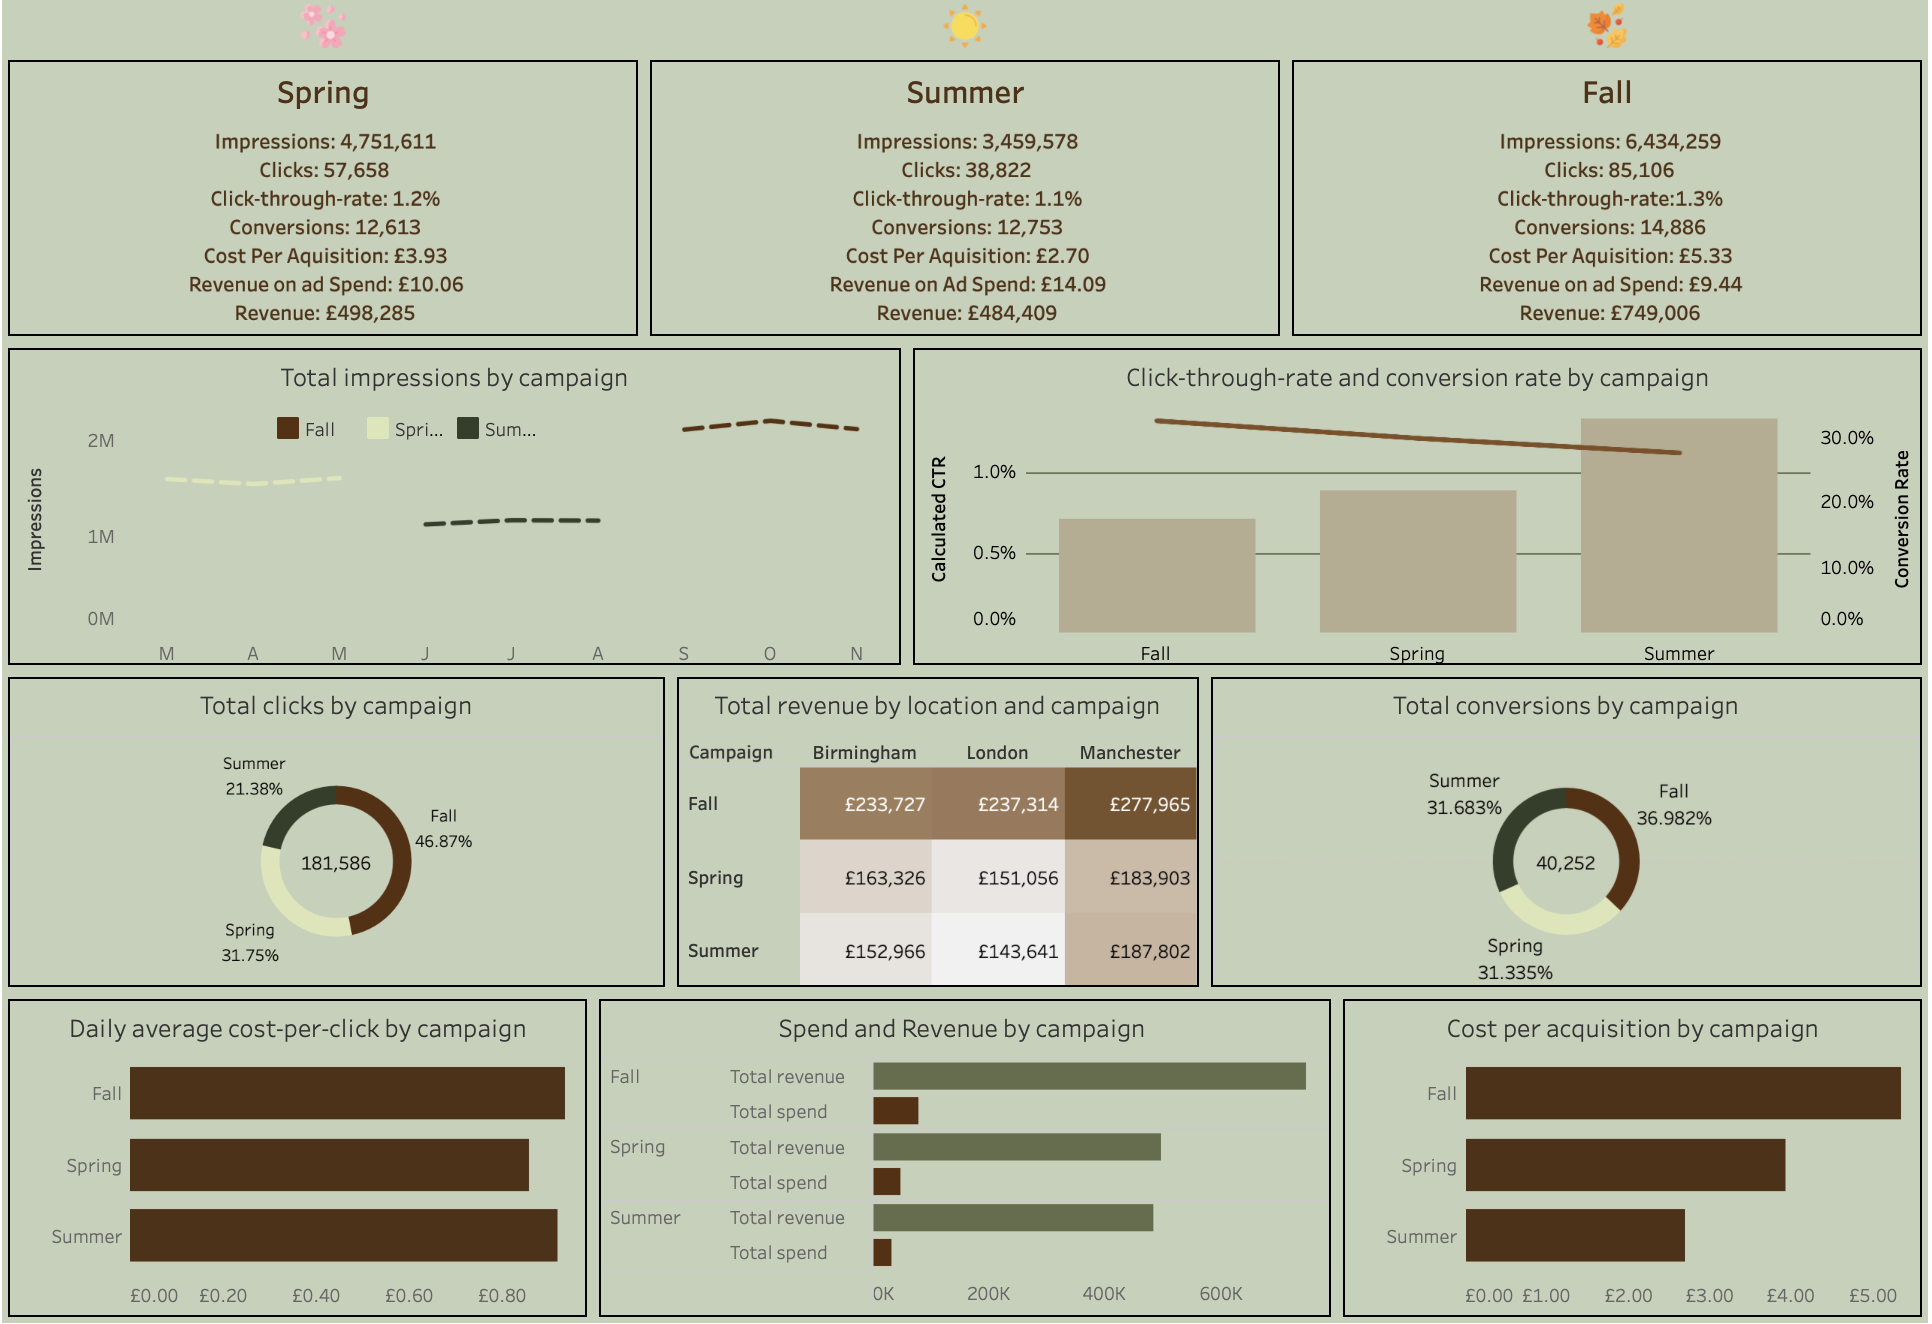 Spring
Impressions: 4,751,611
Clicks: 57,658
Click-through-rate: 1.2%
Conversions: 12,613
Cost Per Aquisition: £3.93
Revenue on ad Spend: £10.06
Revenue: £498,285
Summer
Impressions: 3,459,578
Clicks: 38,822
Click-through-rate: 1.1%
Conversions: 12,753
Cost Per Aquisition: £2.70
Revenue on Ad Spend: £14.09
Revenue: £484,409
Fall
Impressions: 6,434,259
Clicks: 85,106
Click-through-rate:1.3%
Conversions: 14,886
Cost Per Aquisition: £5.33
Revenue on ad Spend: £9.44
Revenue: £749,006
Total impressions by campaign
Fall Spri... Sum...
Impressions
2M
1M
0M
M A M J J A S O N
Click-through-rate and conversion rate by campaign
Calculated CTR
1.0%
0.5%
0.0%
30.0%
20.0%
10.0%
0.0%
Conversion Rate
Fall Spring Summer
Total clicks by campaign
Summer
21.38%
Fall
46.87%
181,586
Spring
31.75%
Total revenue by location and campaign
Campaign Birmingham London Manchester
Fall £233,727 £237,314 £277,965
Spring £163,326 £151,056 £183,903
Summer £152,966 £143,641 £187,802
Total conversions by campaign
Summer
31.683%
Fall
36.982%
40,252
Spring
31.335%
Daily average cost-per-click by campaign
Fall
Spring
Summer
£0.00 £0.20 £0.40 £0.60 £0.80
Spend and Revenue by campaign
Fall Total revenue
Total spend
Spring Total revenue
Total spend
Summer Total revenue
Total spend
0K 200K 400K 600K
Cost per acquisition by campaign
Fall
Spring
Summer
£0.00 £1.00 £2.00 £3.00 £4.00 £5.00